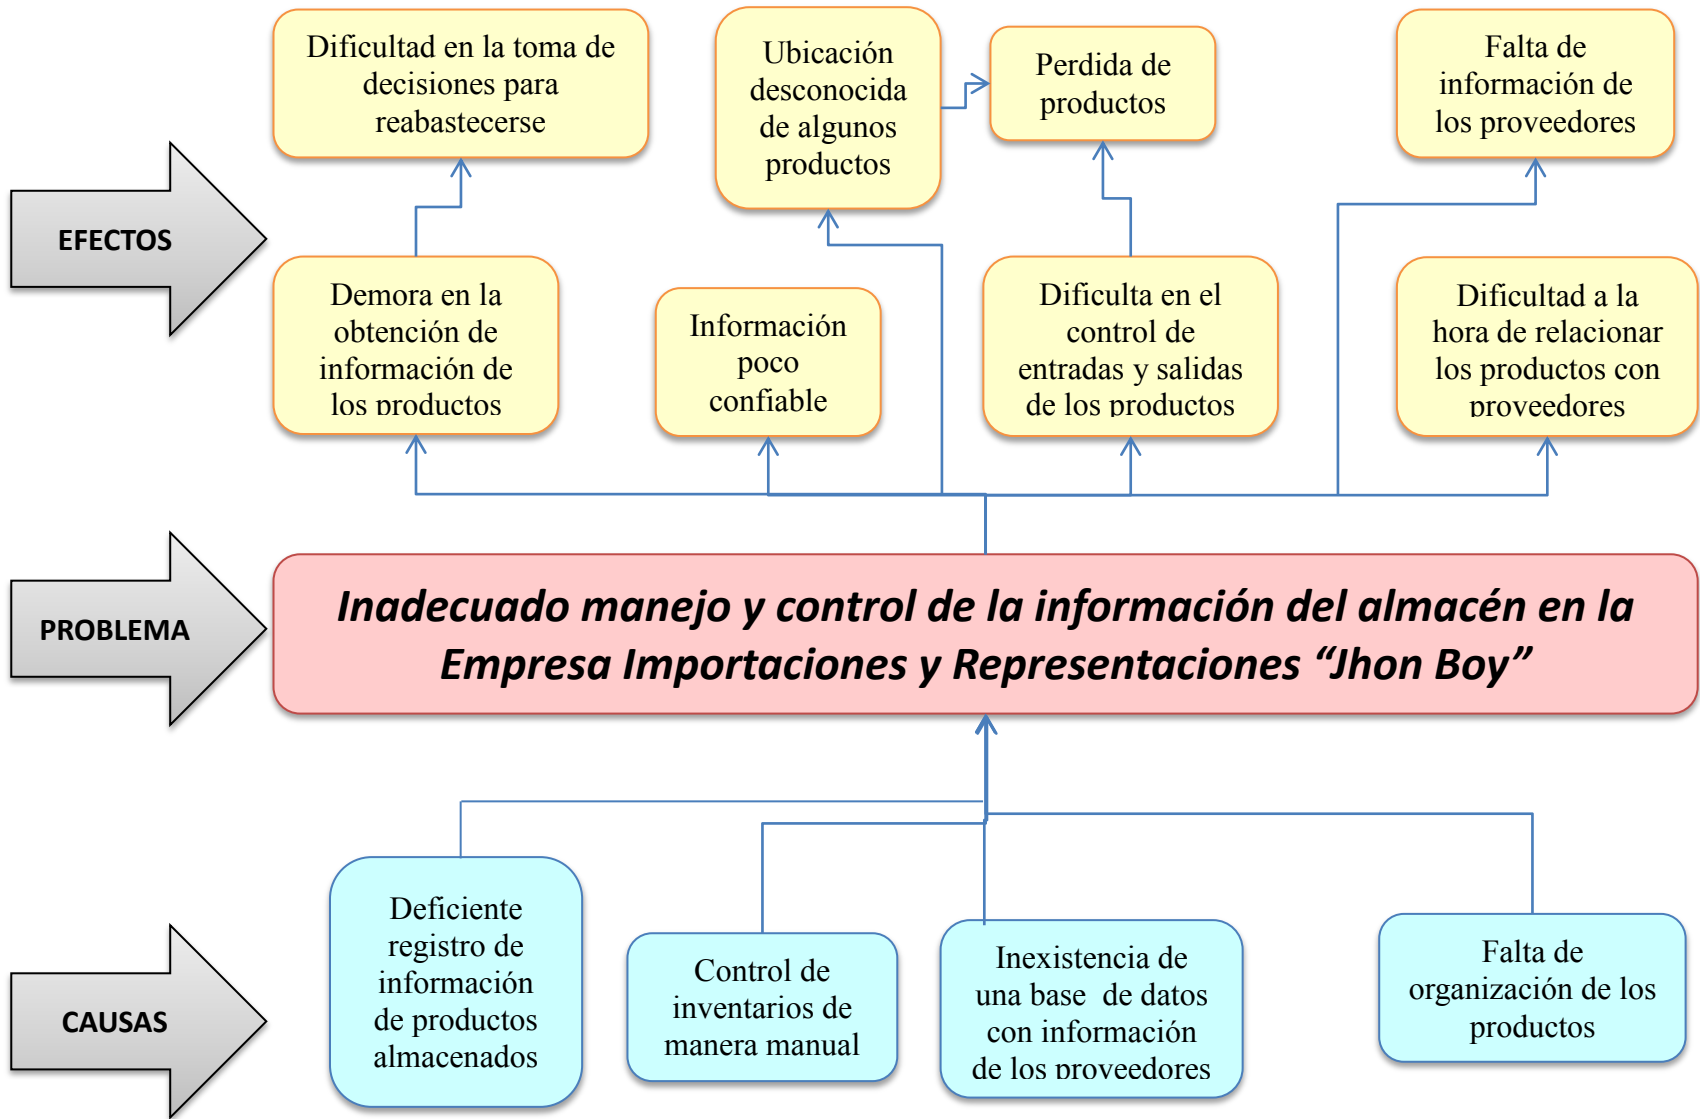 Dificultad en la toma de
decisiones para
reabastecerse
Ubicación
desconocida
de algunos
productos
Perdida de
productos
Falta de
información de
los proveedores
EFECTOS
Demora en la
obtención de
información de
los productos
Información
poco
confiable
Dificulta en el
control de
entradas y salidas
de los productos
Dificultad a la
hora de relacionar
los productos con
proveedores
PROBLEMA
Inadecuado manejo y control de la información del almacén en la
Empresa Importaciones y Representaciones “Jhon Boy”
CAUSAS
Deficiente
registro de
información
de productos
almacenados
Control de
inventarios de
manera manual
Inexistencia de
una base de datos
con información
de los proveedores
Falta de
organización de los
productos